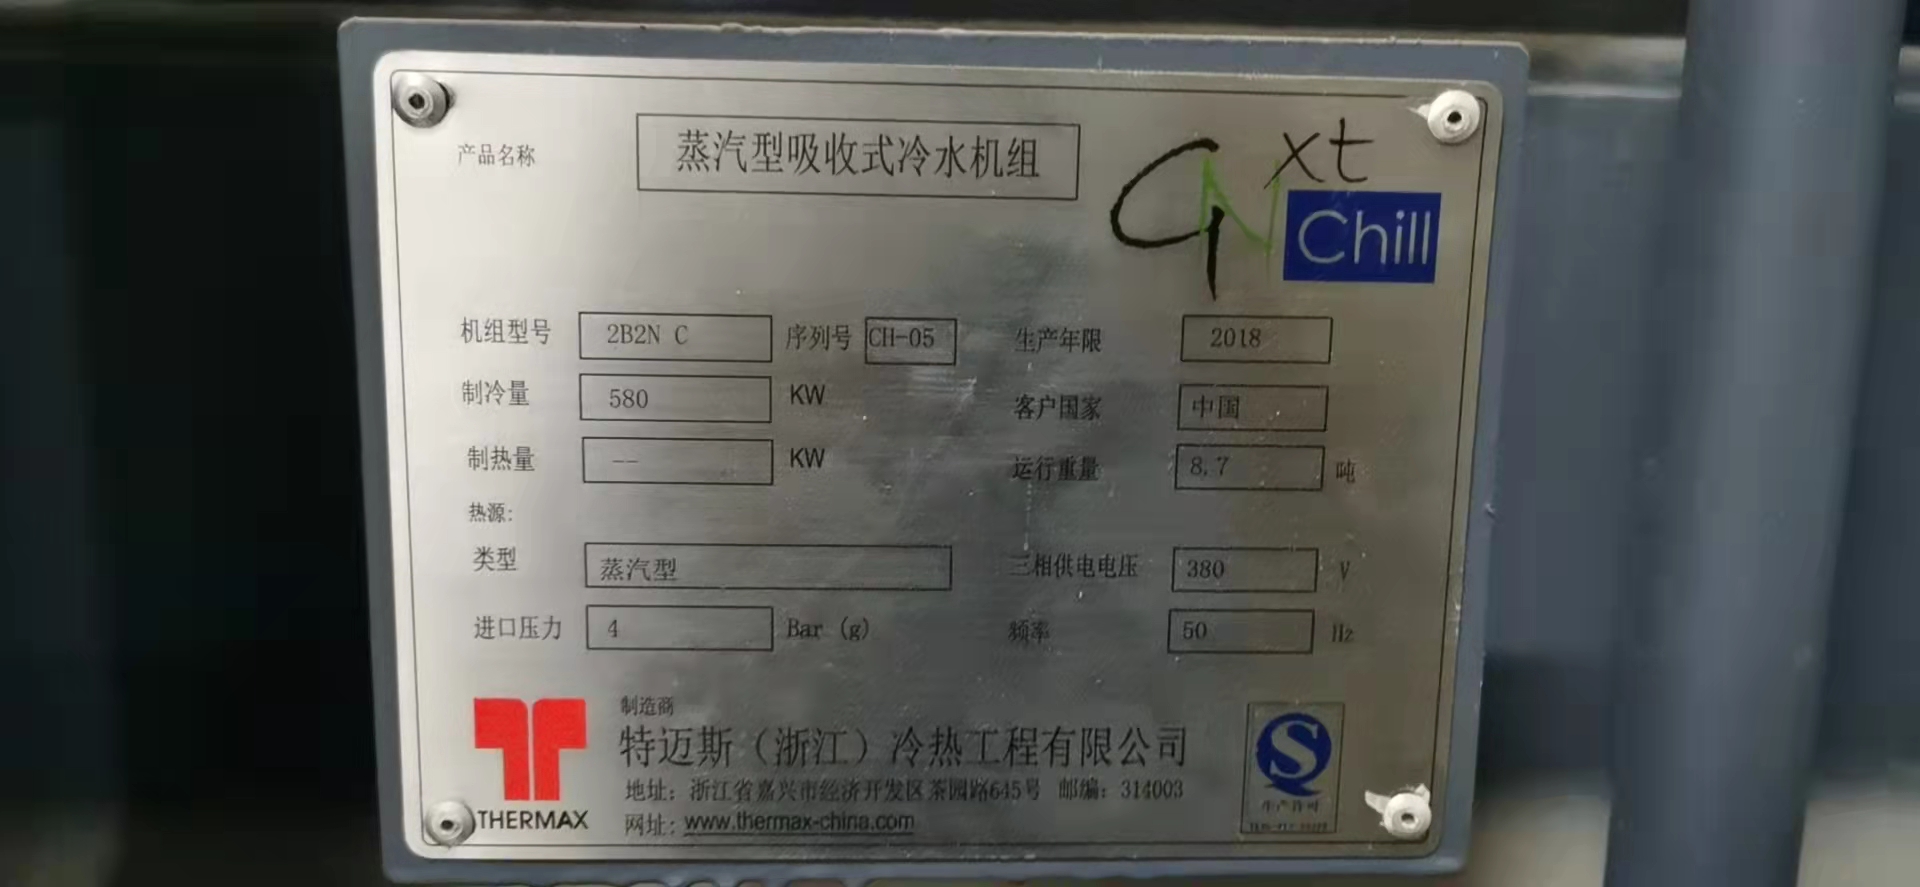 产品名称 蒸汽型吸收式冷水机组
GNxt
Chill
机组型号 2B2N C 序列号 CH-05 生产年限 2018
制冷量 580 KW 客户国家 中国
制热量 -- KW 运行重量 8.7 吨
热源:
类型 蒸汽型 三相供电电压 380 V
进口压力 4 Bar (g) 频率 50 Hz
制造商
特迈斯（浙江）冷热工程有限公司
地址: 浙江省嘉兴市经济开发区茶园路645号 邮编: 314003
THERMAX 网址: www.thermax-china.com
生产许可